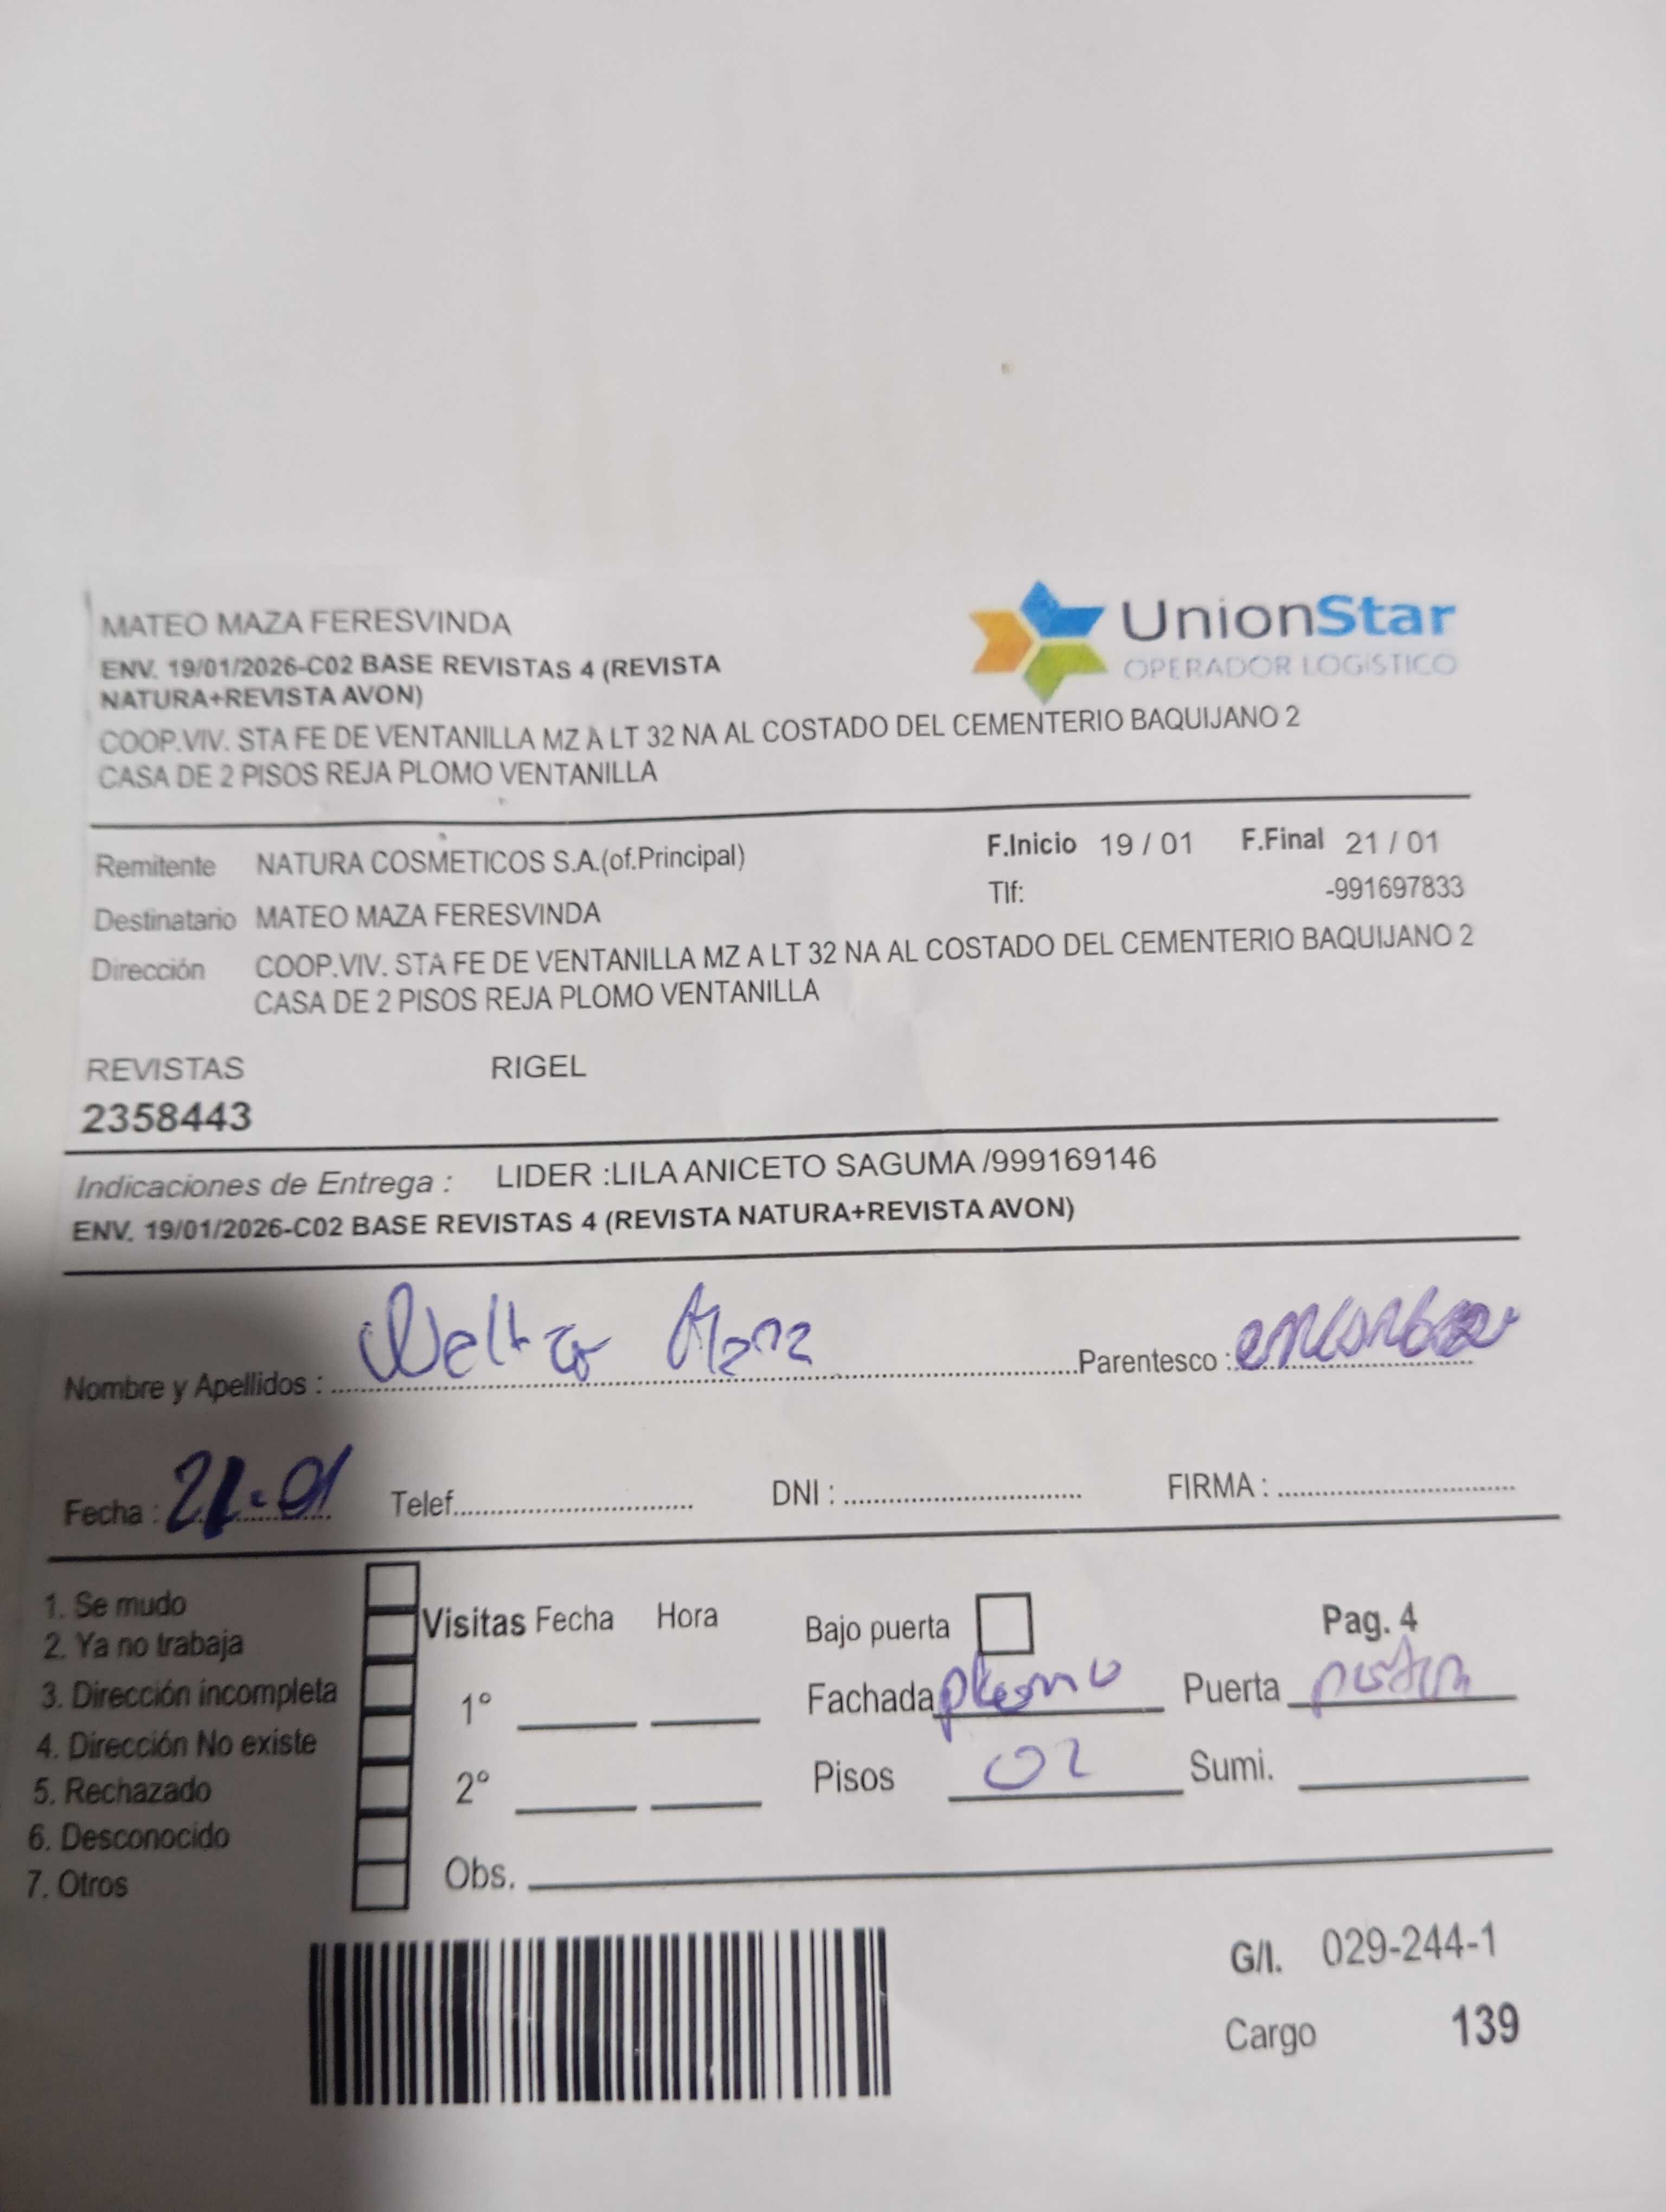 MATEO MAZA FERESVINDA
UnionStar
OPERADOR LOGÍSTICO
ENV. 19/01/2026-C02 BASE REVISTAS 4 (REVISTA
NATURA+REVISTA AVON)
COOP.VIV. STA FE DE VENTANILLA MZ A LT 32 NA AL COSTADO DEL CEMENTERIO BAQUIJANO 2
CASA DE 2 PISOS REJA PLOMO VENTANILLA
Remitente NATURA COSMETICOS S.A.(of.Principal) F.Inicio 19 / 01 F.Final 21 / 01
Tlf: -991697833
Destinatario MATEO MAZA FERESVINDA
Dirección COOP.VIV. STA FE DE VENTANILLA MZ A LT 32 NA AL COSTADO DEL CEMENTERIO BAQUIJANO 2
CASA DE 2 PISOS REJA PLOMO VENTANILLA
REVISTAS RIGEL
2358443
Indicaciones de Entrega : LIDER :LILA ANICETO SAGUMA /999169146
ENV. 19/01/2026-C02 BASE REVISTAS 4 (REVISTA NATURA+REVISTA AVON)
Nombre y Apellidos : Parentesco :
Fecha : 21-01 Telef. DNI : FIRMA :
1. Se mudo
2. Ya no trabaja
3. Dirección incompleta
4. Dirección No existe
5. Rechazado
6. Desconocido
7. Otros
Visitas Fecha Hora
1°
2°
Obs.
Bajo puerta Pag. 4
Fachada plomo Puerta
Pisos 02 Sumi.
G/I. 029-244-1
Cargo 139